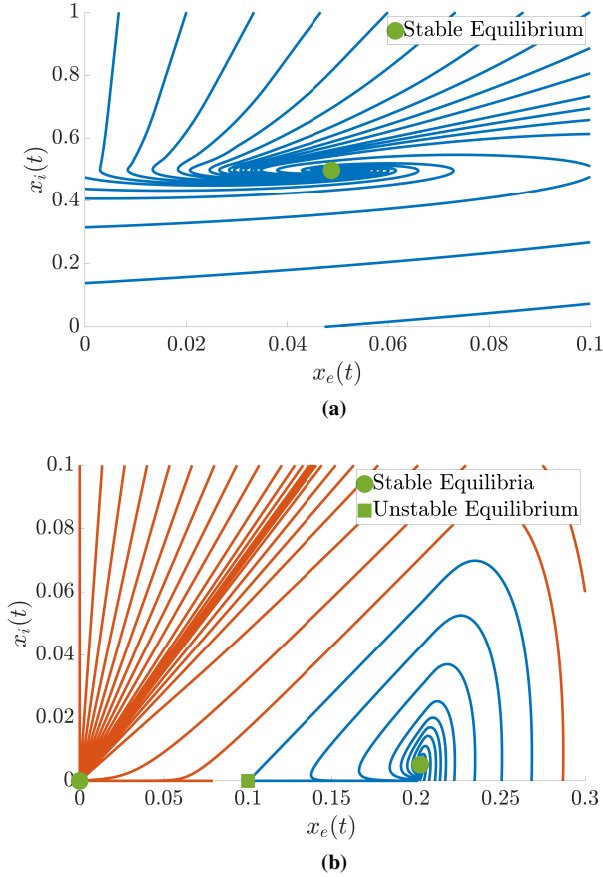 1
Stable Equilibrium
0.8
0.6
x_i(t)
0.4
0.2
0
0 0.02 0.04 0.06 0.08 0.1
x_e(t)
(a)
0.1
Stable Equilibria
Unstable Equilibrium
0.08
0.06
x_i(t)
0.04
0.02
0
0 0.05 0.1 0.15 0.2 0.25 0.3
x_e(t)
(b)